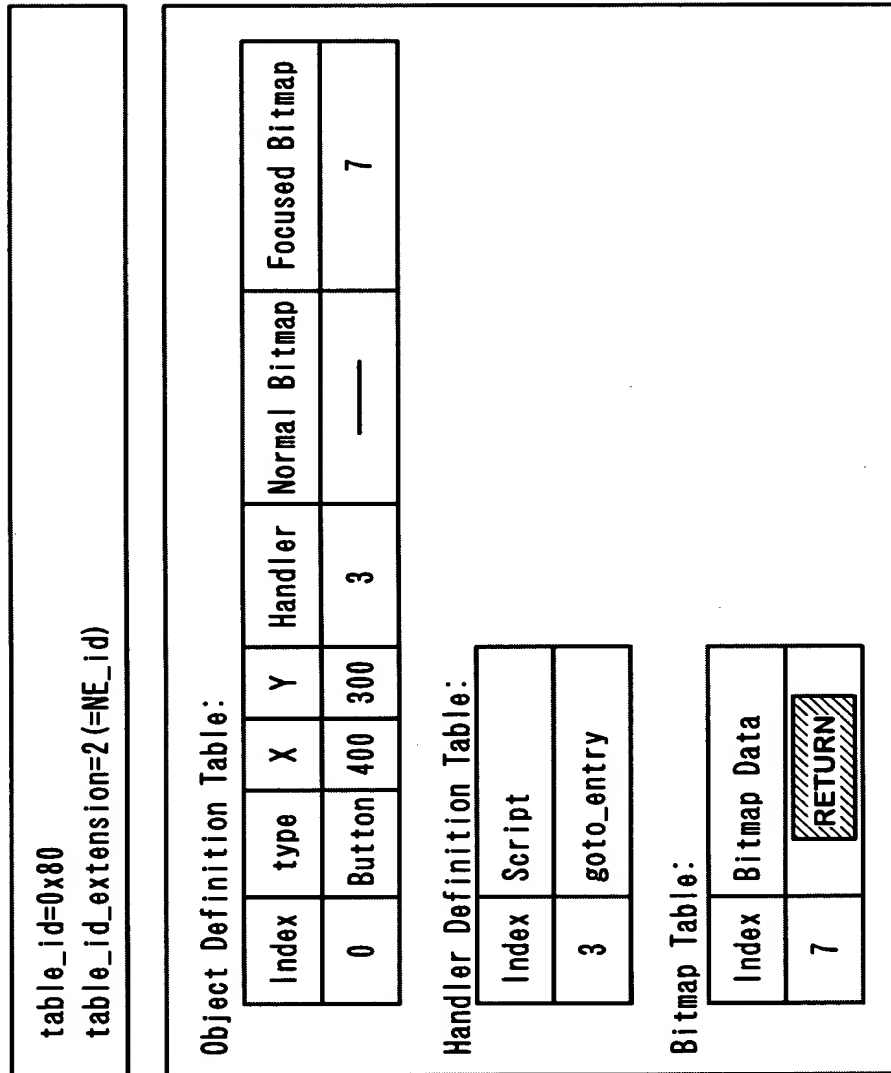 table_id=0x80
table_id_extension=2(=NE_id)
Object Definition Table:
Index type X Y Handler Normal Bitmap Focused Bitmap
0 Button 400 300 3 — 7
Handler Definition Table:
Index Script
3 goto_entry
Bitmap Table:
Index Bitmap Data
7 RETURN